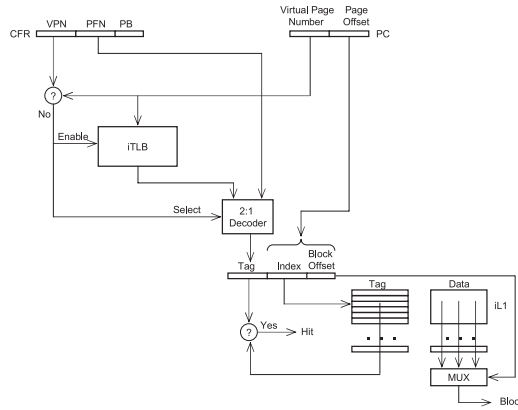 Virtual Page Number
Page Offset
CFR
VPN
PFN
PB
PC
?
No
Enable
iTLB
Select
2:1 Decoder
Tag
Index
Block Offset
Tag
Data
iL1
?
Yes
Hit
MUX
Bloc